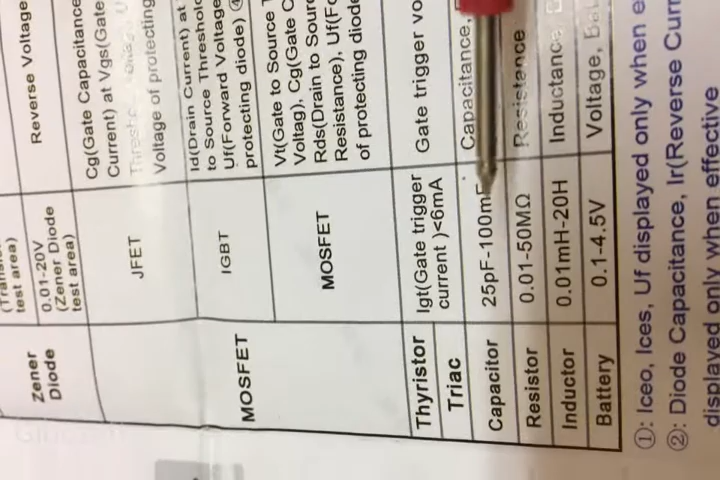 (Trans
test area)
Reverse Voltage
Zener
Diode
0.01-20V
(Zener Diode
test area)
MOSFET
JFET
Cg(Gate Capacitance
Current) at Vgs(Gate
Voltage of protecting
IGBT
Id(Drain Current) at
to Source Threshold
Uf(Forward Voltage
protecting diode)
MOSFET
Vt(Gate to Source
Voltag), Cg(Gate C
Rds(Drain to Sour
Resistance), Uf(Fo
of protecting diode
Thyristor
Triac
Igt(Gate trigger
current )<6mA
Gate trigger vo
Capacitor 25pF-100mF Capacitance,
Resistor 0.01-50MΩ Resistance
Inductor 0.01mH-20H Inductance
Battery 0.1-4.5V Voltage,
①: Iceo, Ices, Uf displayed only when e
②: Diode Capacitance, Ir(Reverse Curr
displayed only when effective